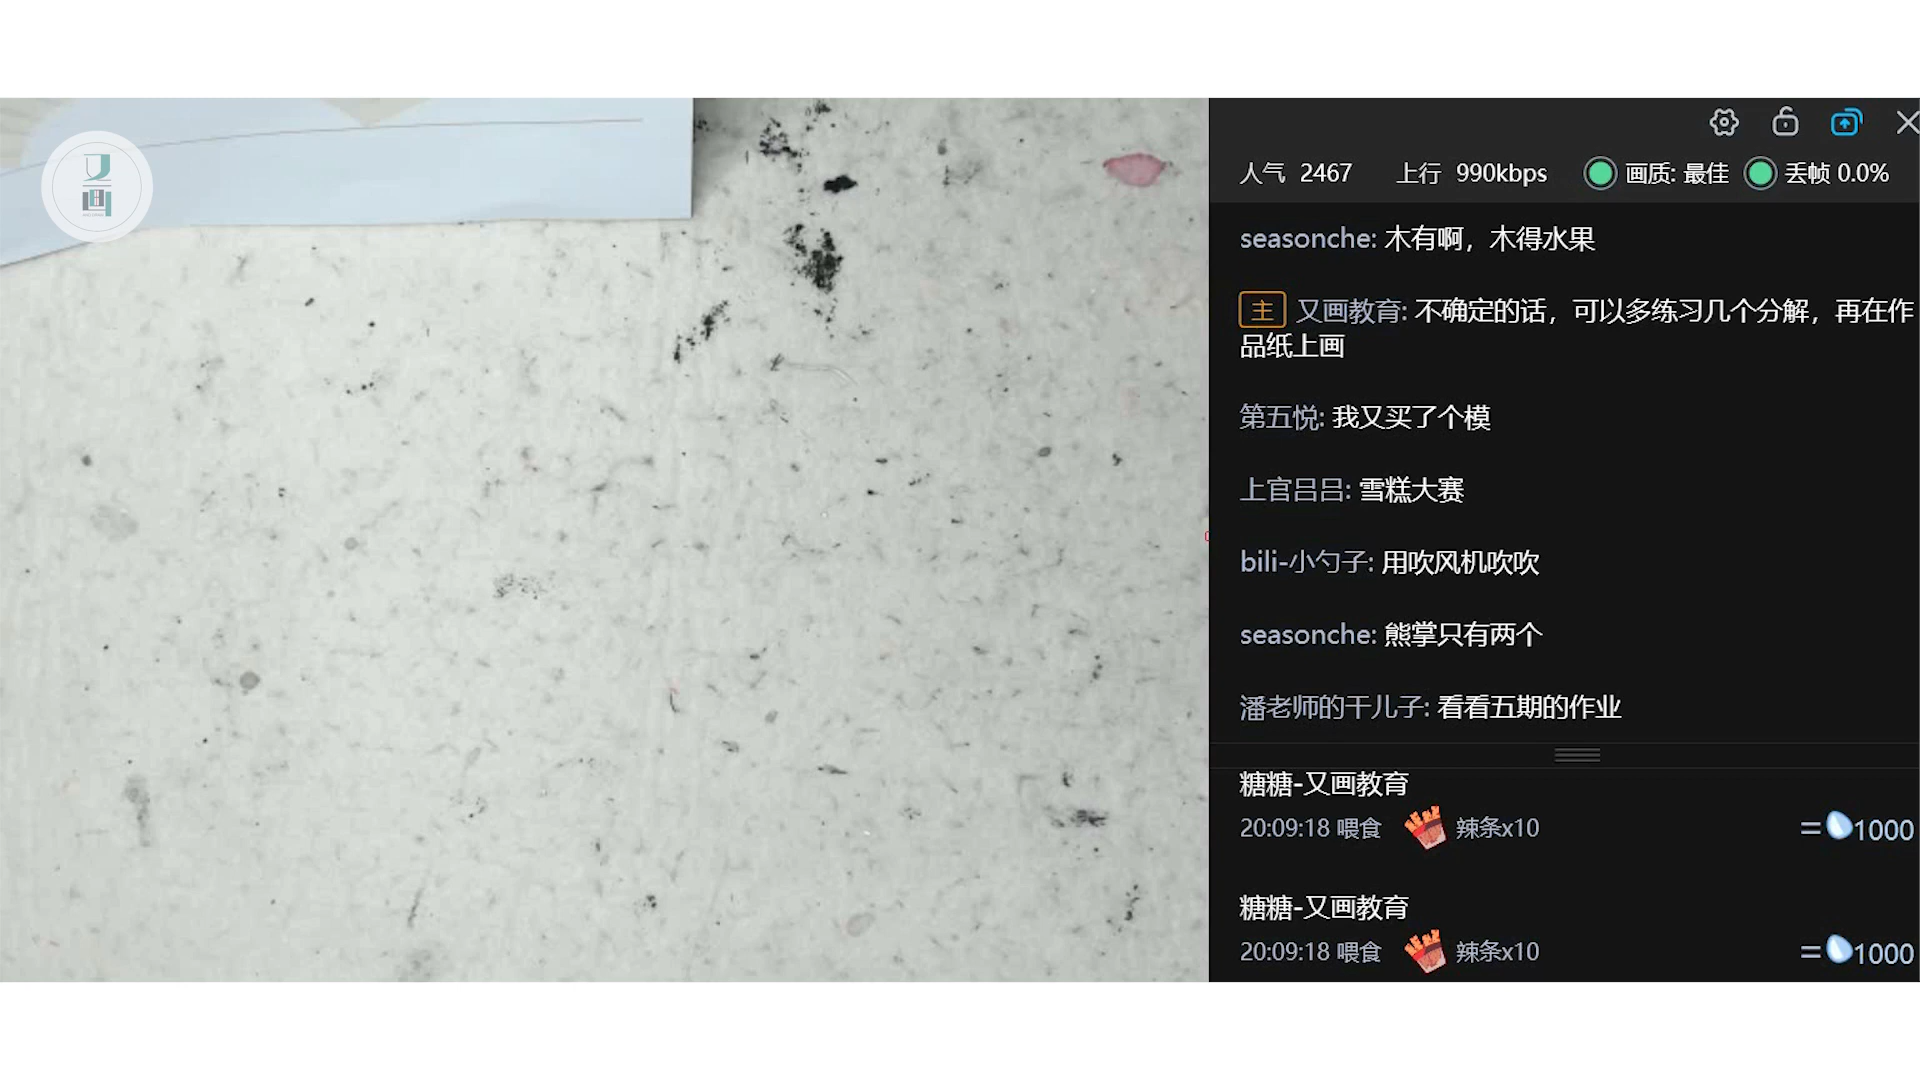 人气 2467 上行 990kbps 画质: 最佳 丢帧 0.0%
seasonche: 木有啊，木得水果
主 又画教育: 不确定的话，可以多练习几个分解，再在作
品纸上画
第五悦: 我又买了个模
上官吕吕: 雪糕大赛
bili-小勺子: 用吹风机吹吹
seasonche: 熊掌只有两个
潘老师的干儿子: 看看五期的作业
糖糖-又画教育
20:09:18 喂食 辣条x10 =1000
糖糖-又画教育
20:09:18 喂食 辣条x10 =1000